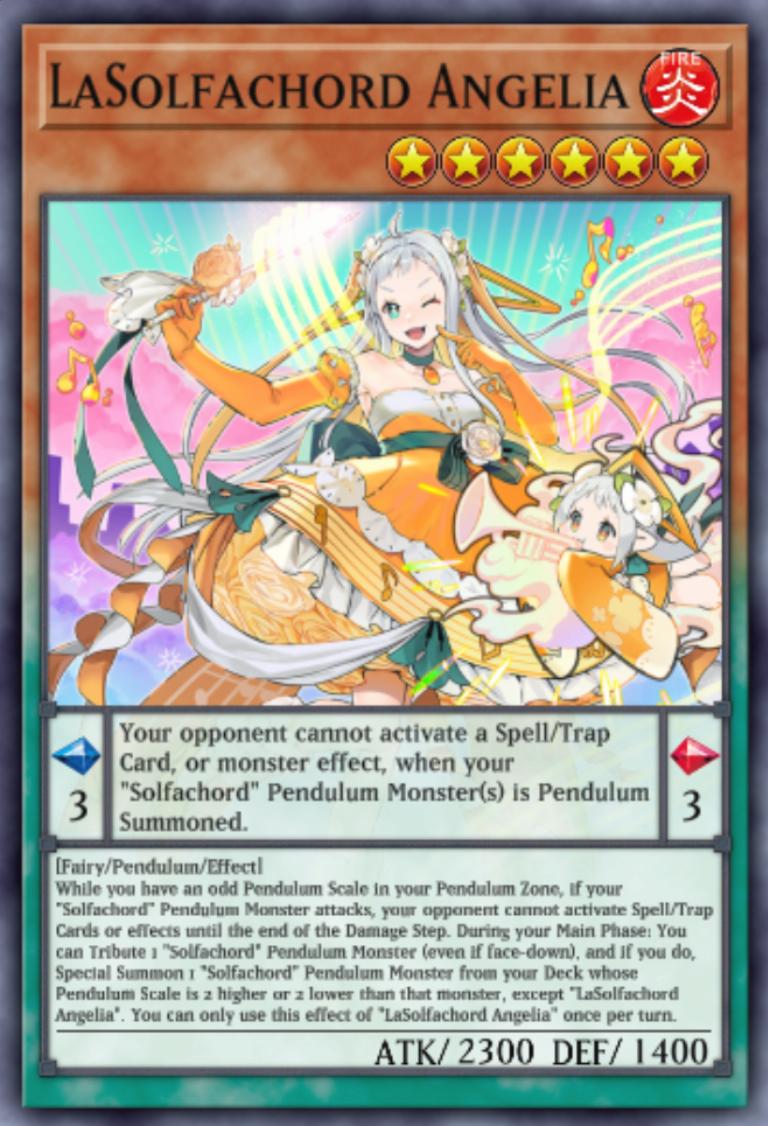 LaSolfachord Angelia
FIRE
炎
Your opponent cannot activate a Spell/Trap
Card, or monster effect, when your
"Solfachord" Pendulum Monster(s) is Pendulum
Summoned.
3
3
[Fairy/Pendulum/Effect]
While you have an odd Pendulum Scale in your Pendulum Zone, if your
"Solfachord" Pendulum Monster attacks, your opponent cannot activate Spell/Trap
Cards or effects until the end of the Damage Step. During your Main Phase: You
can Tribute 1 "Solfachord" Pendulum Monster (even if face-down), and if you do,
Special Summon 1 "Solfachord" Pendulum Monster from your Deck whose
Pendulum Scale is 2 higher or 2 lower than that monster, except "LaSolfachord
Angelia". You can only use this effect of "LaSolfachord Angelia" once per turn.
ATK/ 2300 DEF/ 1400